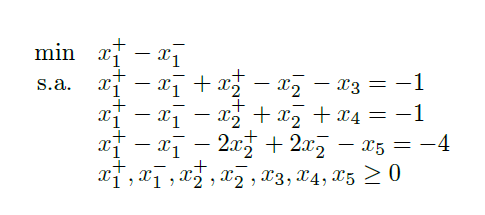 min x₁⁺ − x₁⁻
s.a. x₁⁺ − x₁⁻ + x₂⁺ − x₂⁻ − x₃ = −1
x₁⁺ − x₁⁻ − x₂⁺ + x₂⁻ + x₄ = −1
x₁⁺ − x₁⁻ − 2x₂⁺ + 2x₂⁻ − x₅ = −4
x₁⁺, x₁⁻, x₂⁺, x₂⁻, x₃, x₄, x₅ ≥ 0